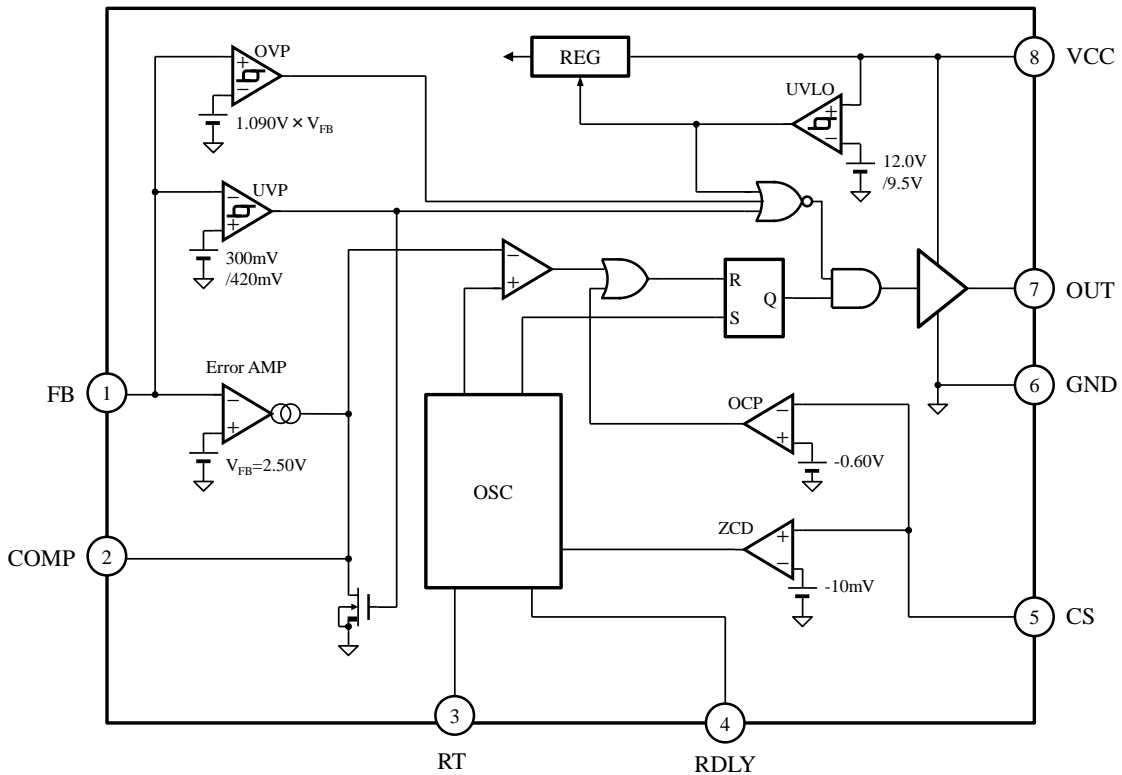 OVP
+
−
1.090V × VFB
REG
8
VCC
UVLO
+
−
12.0V
/9.5V
UVP
−
+
300mV
/420mV
−
+
R
S
Q
7
OUT
Error AMP
FB
1
−
+
VFB=2.50V
6
GND
OCP
−
+
-0.60V
OSC
ZCD
+
−
-10mV
COMP
2
5
CS
3
RT
4
RDLY